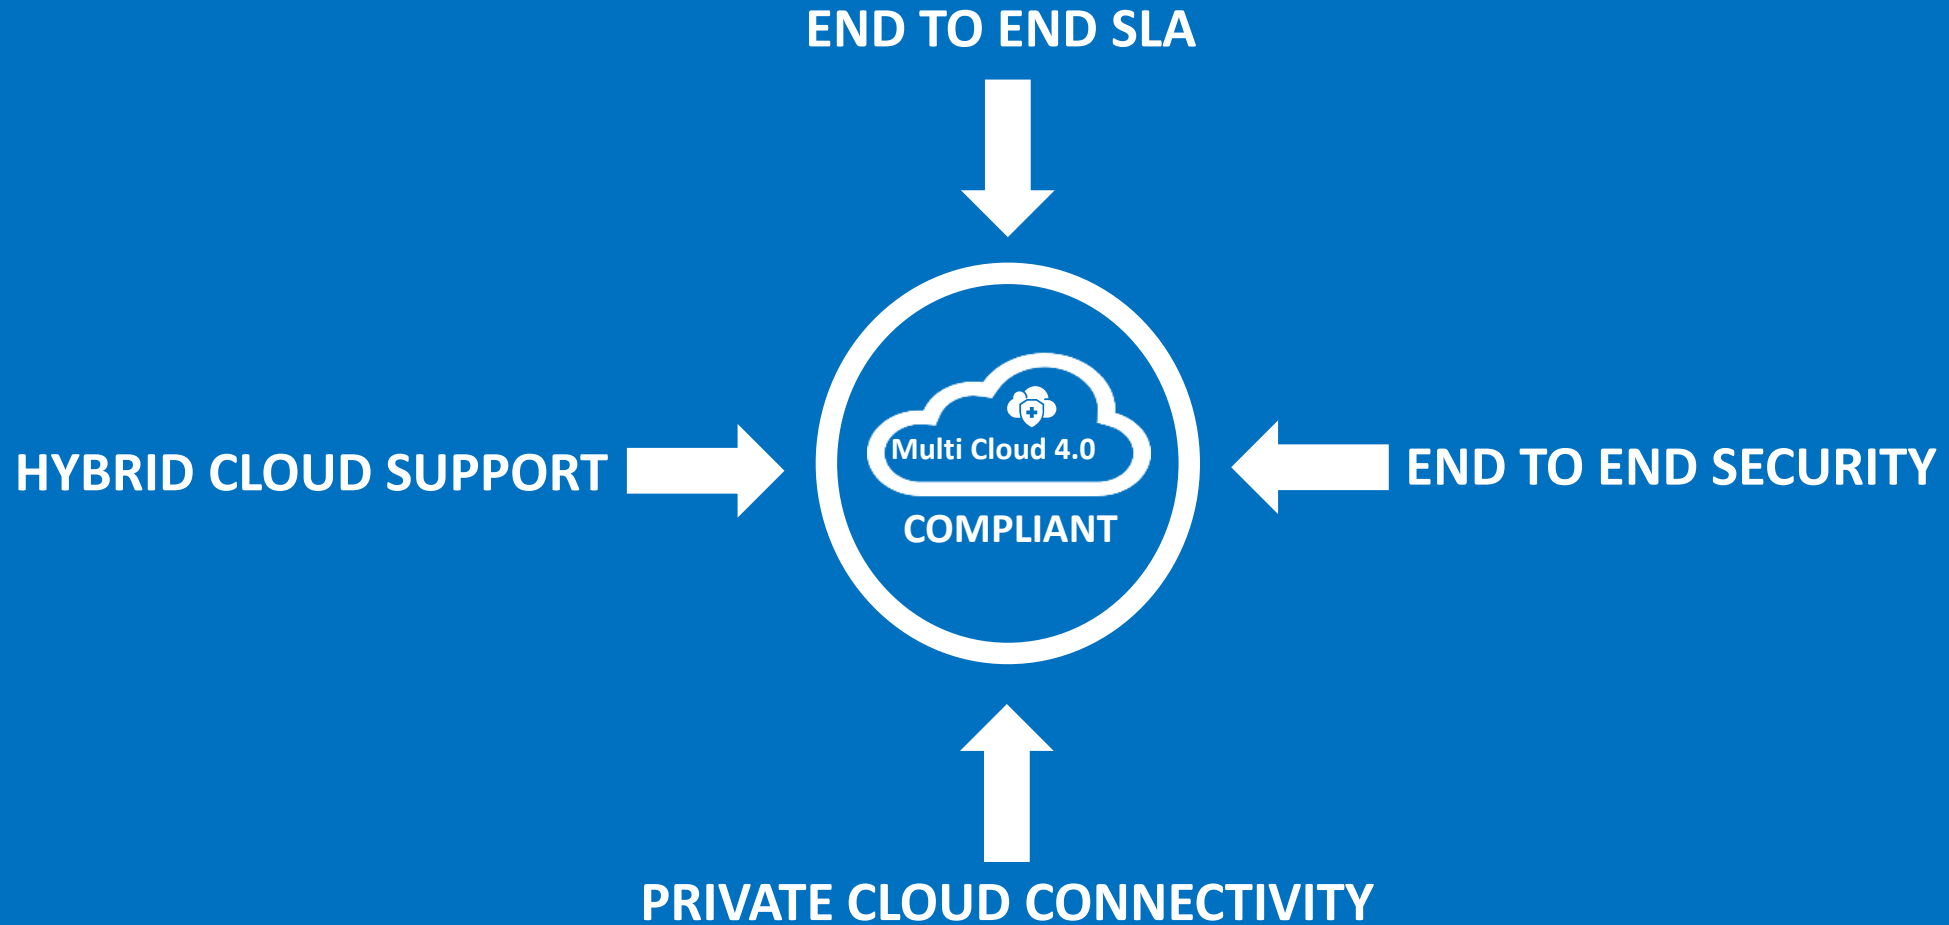 END TO END SLA
Multi Cloud 4.0
COMPLIANT
HYBRID CLOUD SUPPORT
END TO END SECURITY
PRIVATE CLOUD CONNECTIVITY